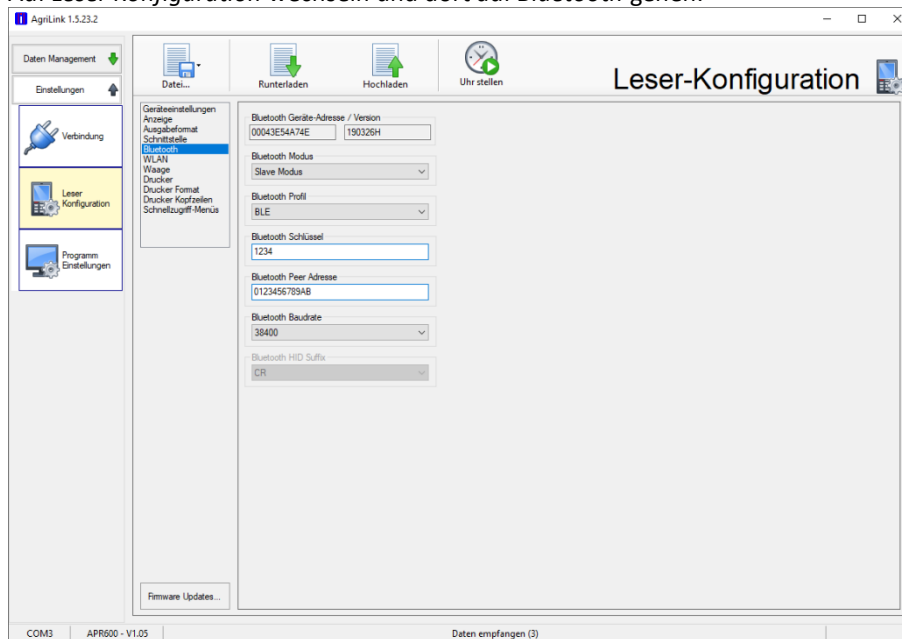 Auf Leser Konfiguration wechseln und dort auf Bluetooth gehen.
AgriLink 1.5.23.2
Daten Management
Einstellungen
Verbindung
Leser
Konfiguration
Programm
Einstellungen
Datei...
Runterladen
Hochladen
Uhr stellen
Leser-Konfiguration
Geräteeinstellungen
Anzeige
Ausgabeformat
Schnittstelle
Bluetooth
WLAN
Waage
Drucker
Drucker Format
Drucker Kopfzeilen
Schnellzugriff-Menüs
Firmware Updates...
Bluetooth Geräte-Adresse / Version
00043E54A74E 190326H
Bluetooth Modus
Slave Modus
Bluetooth Profil
BLE
Bluetooth Schlüssel
1234
Bluetooth Peer Adresse
0123456789AB
Bluetooth Baudrate
38400
Bluetooth HID Suffix
CR
COM3 APR600 - V1.05 Daten empfangen (3)